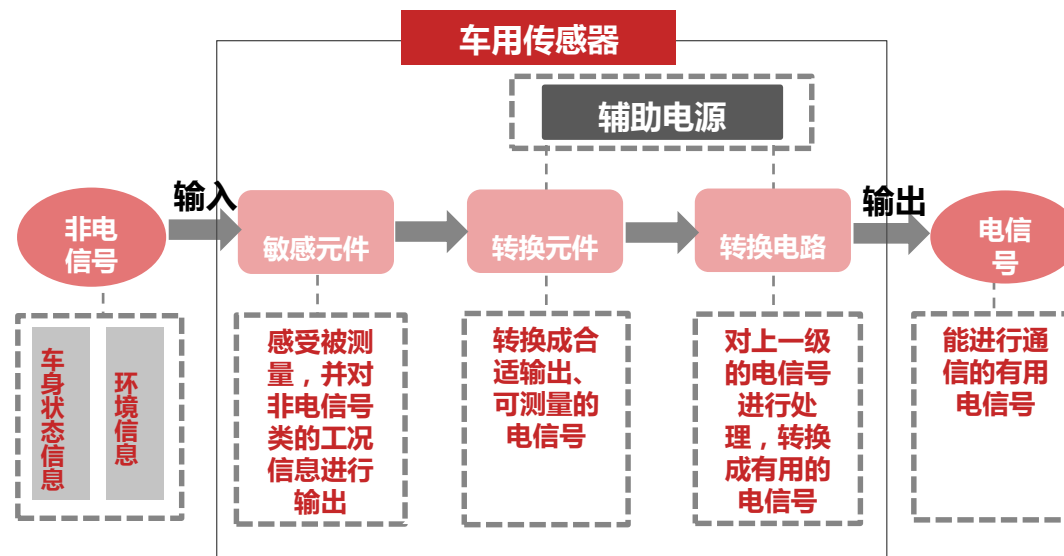 车用传感器
辅助电源
输入
输出
非电
信号
敏感元件
转换元件
转换电路
电信
号
车身状态信息
环境信息
感受被测
量，并对
非电信号
类的工况
信息进行
输出
转换成合
适输出、
可测量的
电信号
对上一级
的电信号
进行处
理，转换
成有用的
电信号
能进行通
信的有用
电信号